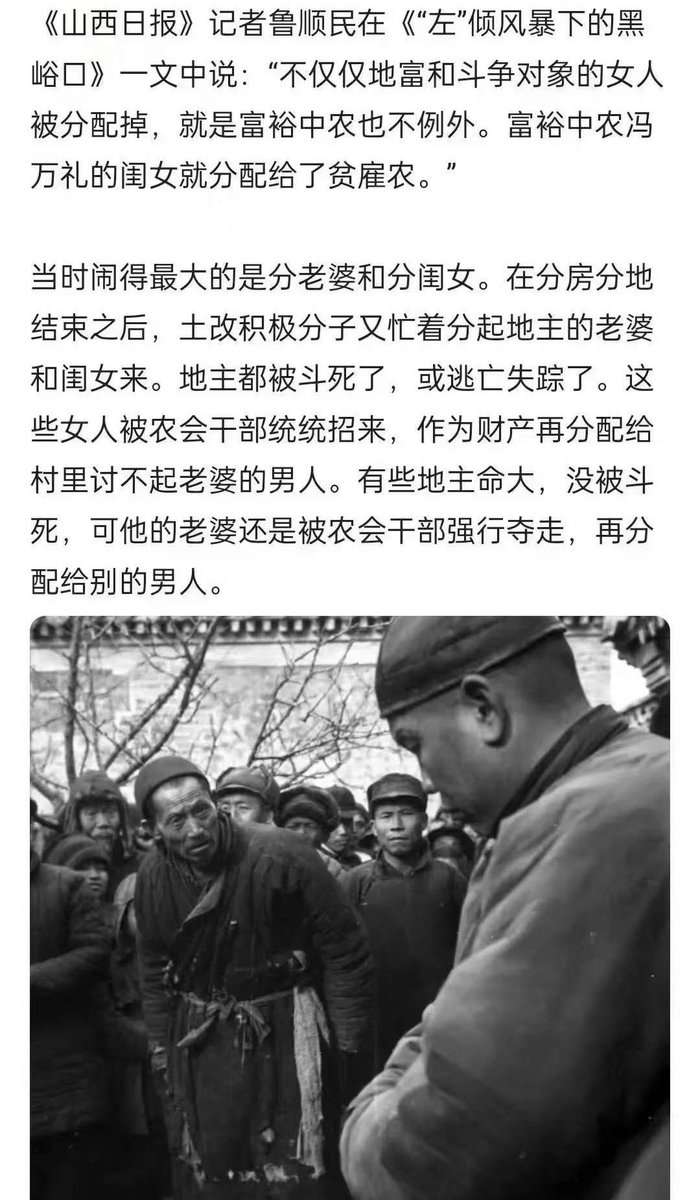 《山西日报》记者鲁顺民在《“左”倾风暴下的黑
峪口》一文中说：“不仅仅地富和斗争对象的女人
被分配掉，就是富裕中农也不例外。富裕中农冯
万礼的闺女就分配给了贫雇农。”
当时闹得最大的是分老婆和分闺女。在分房分地
结束之后，土改积极分子又忙着分起地主的老婆
和闺女来。地主都被斗死了，或逃亡失踪了。这
些女人被农会干部统统招来，作为财产再分配给
村里讨不起老婆的男人。有些地主命大，没被斗
死，可他的老婆还是被农会干部强行夺走，再分
配给别的男人。